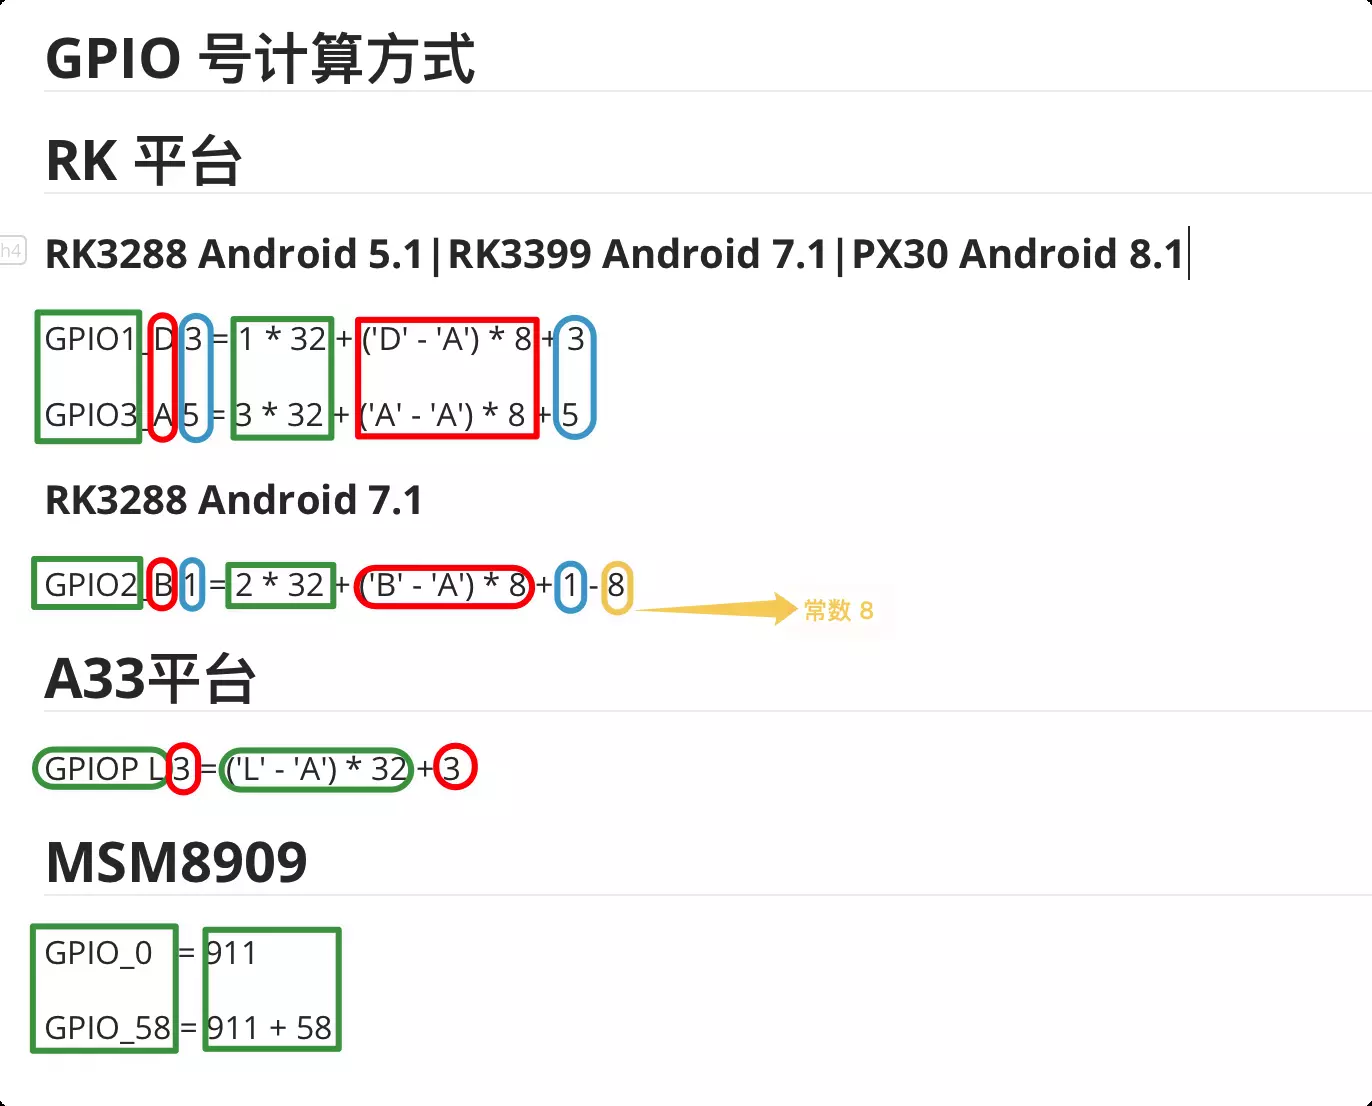 GPIO 号计算方式
RK 平台
h4
RK3288 Android 5.1|RK3399 Android 7.1|PX30 Android 8.1
GPIO1_D3 = 1 * 32 + ('D' - 'A') * 8 + 3
GPIO3_A5 = 3 * 32 + ('A' - 'A') * 8 + 5
RK3288 Android 7.1
GPIO2_B1 = 2 * 32 + ('B' - 'A') * 8 + 1 - 8
常数 8
A33平台
GPIOP L3 = ('L' - 'A') * 32 + 3
MSM8909
GPIO_0 = 911
GPIO_58 = 911 + 58